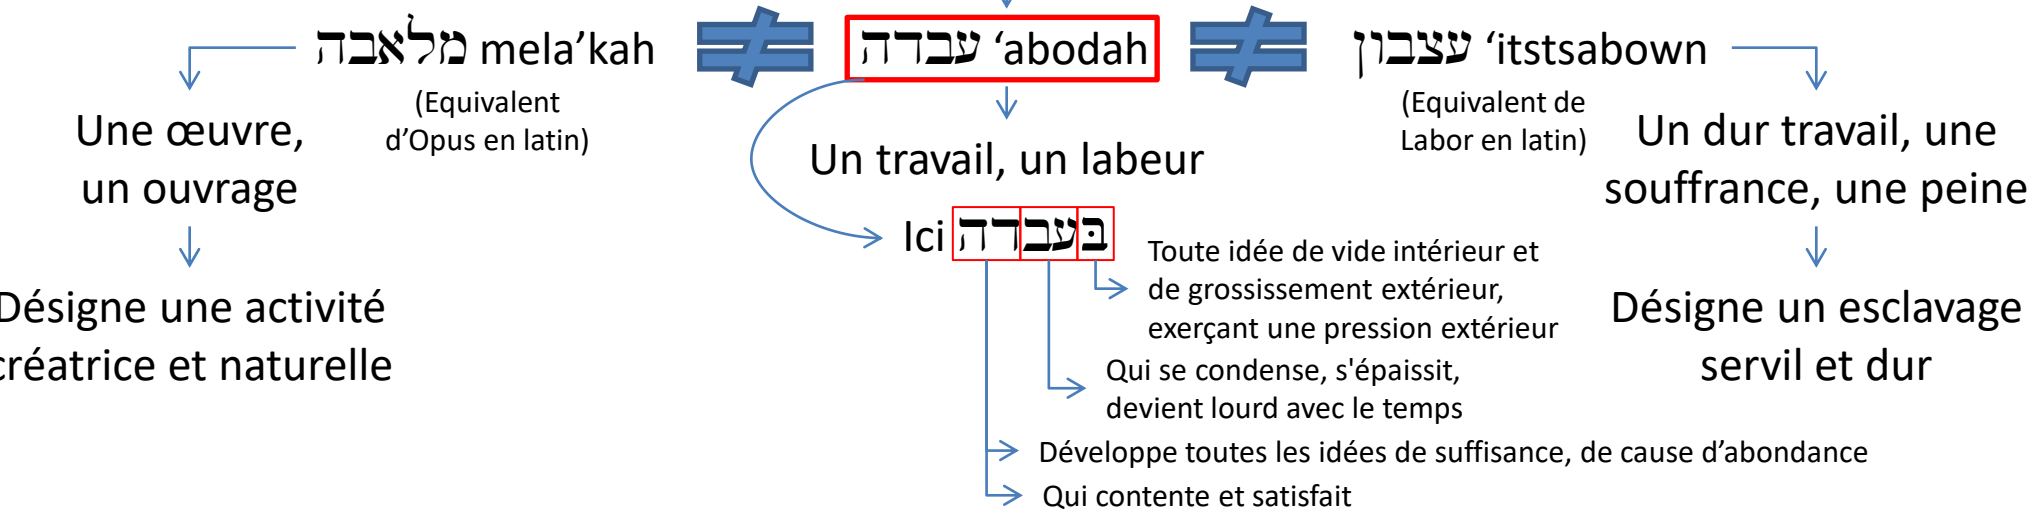 מלאבה mela’kah
(Equivalent
d’Opus en latin)
Une œuvre,
un ouvrage
Désigne une activité
créatrice et naturelle
≠
עבדה ‘abodah
Un travail, un labeur
Ici בּעבדה
Toute idée de vide intérieur et
de grossissement extérieur,
exerçant une pression extérieur
Qui se condense, s'épaissit,
devient lourd avec le temps
Développe toutes les idées de suffisance, de cause d’abondance
Qui contente et satisfait
≠
עצבון ‘itstsabown
(Equivalent de
Labor en latin)
Un dur travail, une
souffrance, une peine
Désigne un esclavage
servil et dur